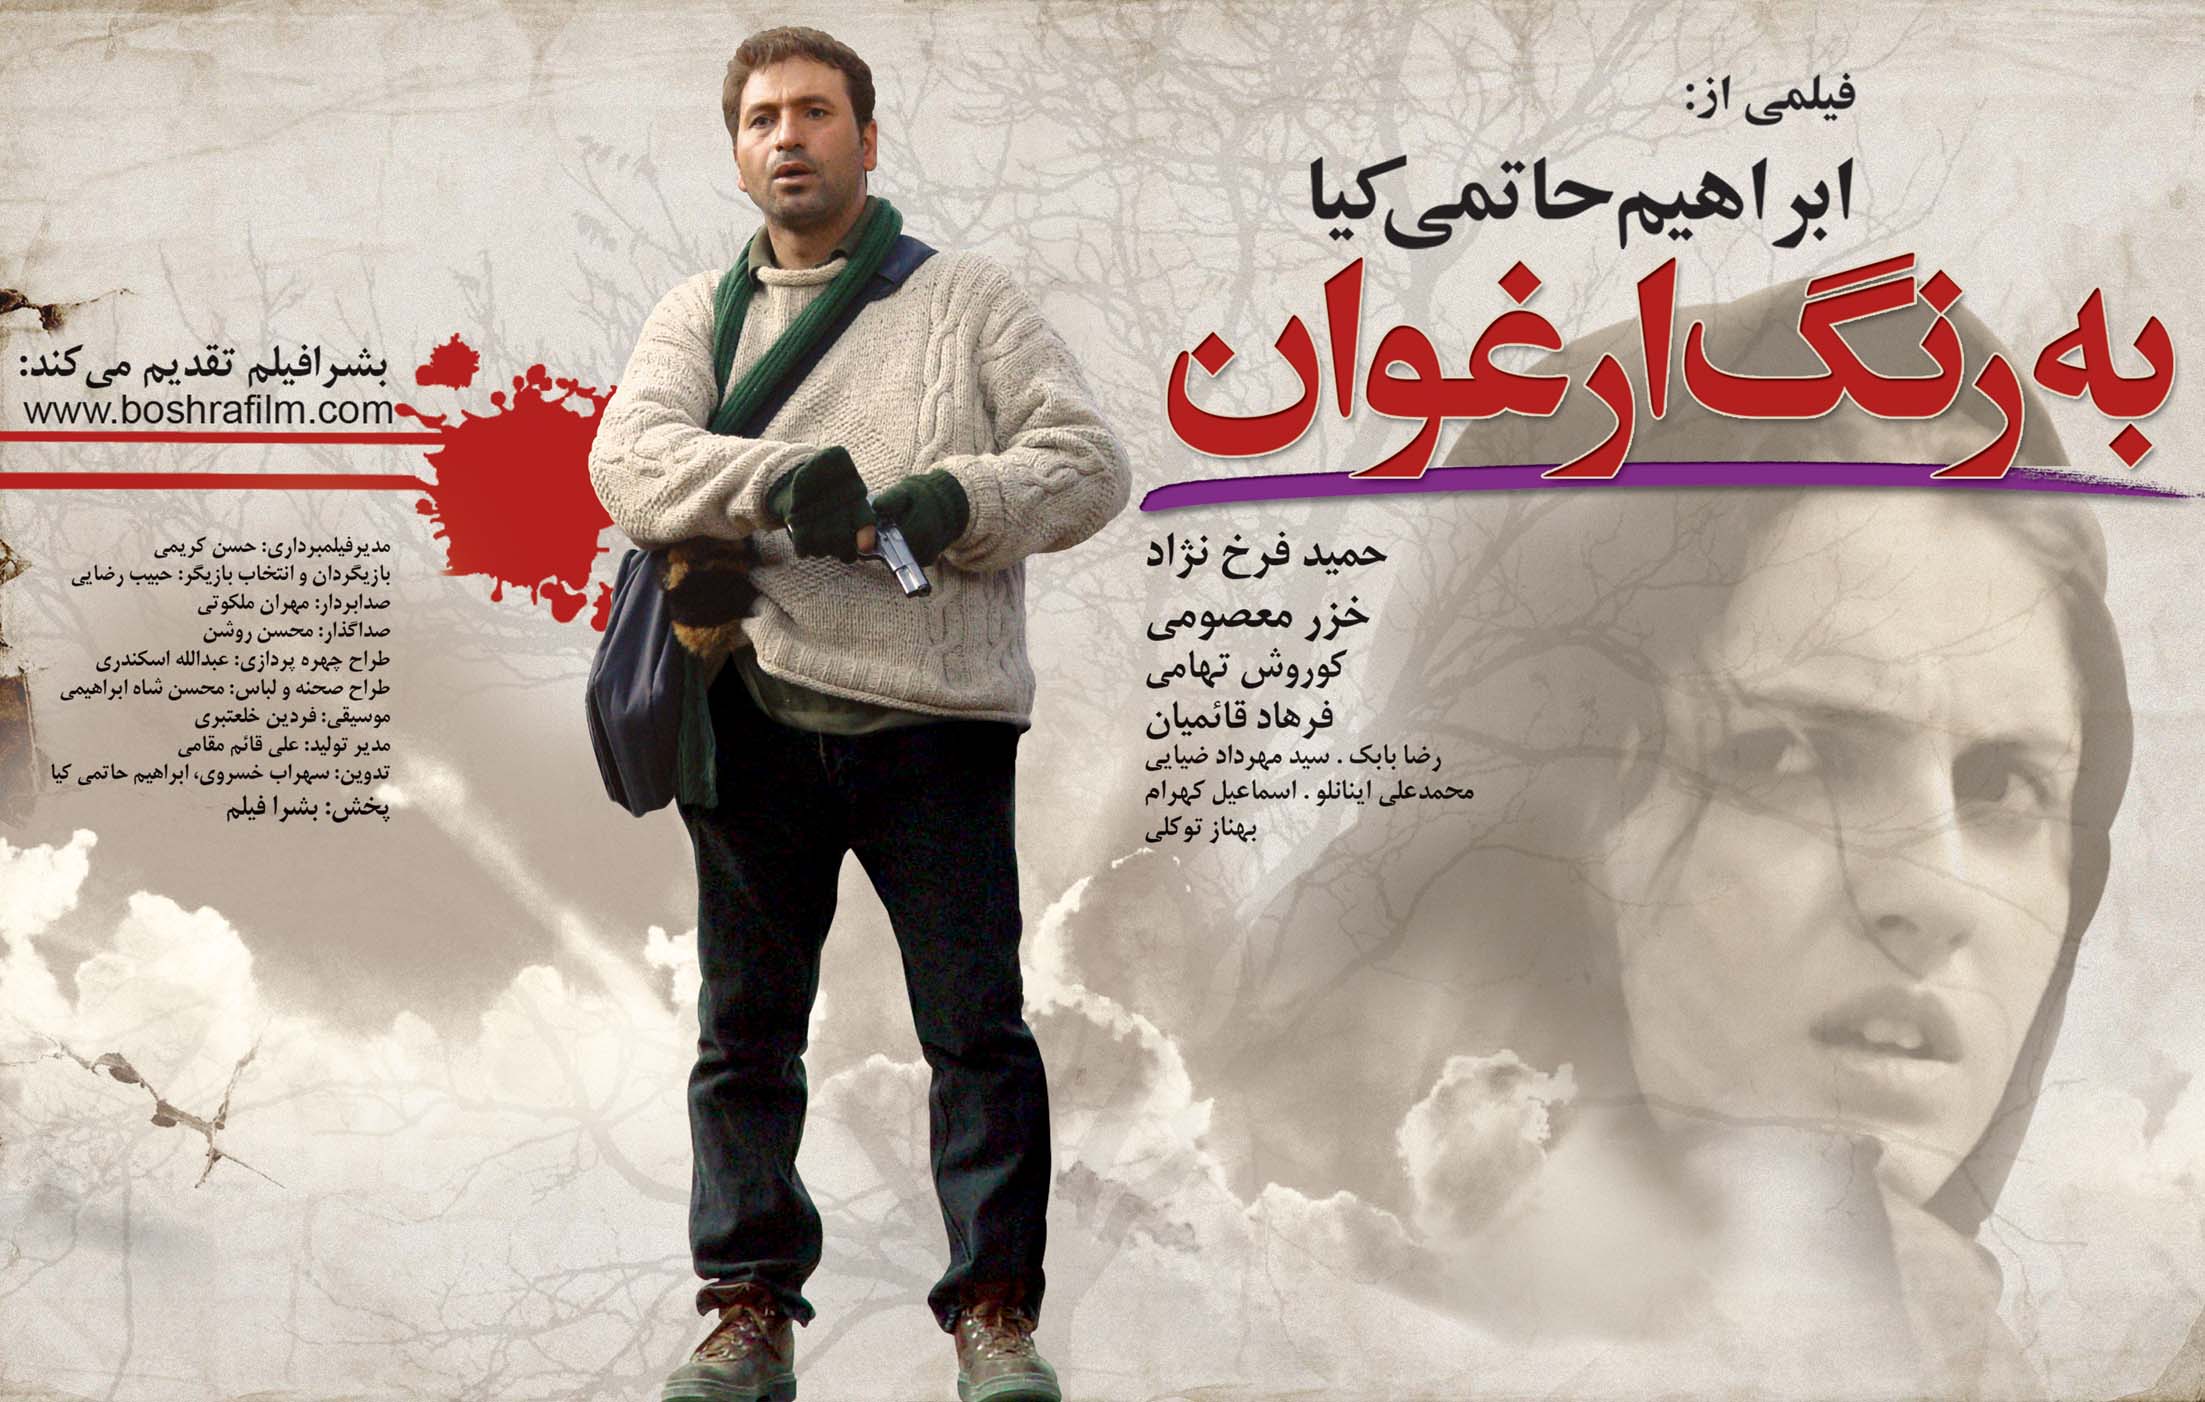 فیلمی از:
ابراهیم حاتمی‌کیا
به رنگ ارغوان
حمید فرخ نژاد
خزر معصومی
کوروش تهامی
فرهاد قائمیان
رضا بابک . سید مهرداد ضیایی
محمدعلی اینانلو . اسماعیل کهرام
بهناز توکلی
بشرافیلم تقدیم می‌کند:
www.boshrafilm.com
مدیرفیلمبرداری: حسن کریمی
بازیگردان و انتخاب بازیگر: حبیب رضایی
صدابردار: مهران ملکوتی
صداگذار: محسن روشن
طراح چهره پردازی: عبدالله اسکندری
طراح صحنه و لباس: محسن شاه ابراهیمی
موسیقی: فردین خلعتبری
مدیر تولید: علی قائم مقامی
تدوین: سهراب خسروی، ابراهیم حاتمی کیا
پخش: بشرا فیلم